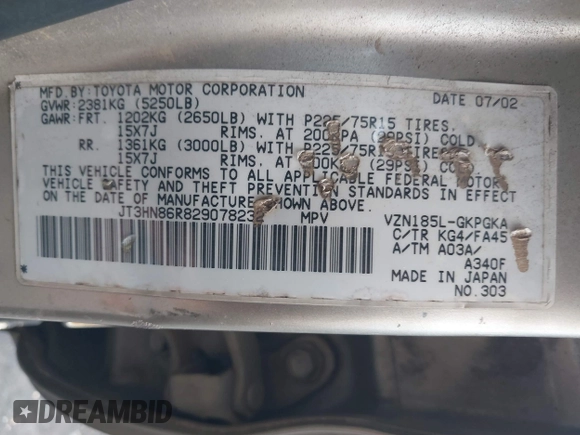 MFD.BY:TOYOTA MOTOR CORPORATION
DATE 07/02
GVWR:2381KG (5250LB)
GAWR:FRT. 1202KG (2650LB) WITH P225/75R15 TIRES.
15X7J RIMS. AT 200KPA (29PSI) COLD
RR. 1361KG (3000LB) WITH P225/75R15 TIRES
15X7J RIMS. AT 200KPA (29PSI) COLD
THIS VEHICLE CONFORMS TO ALL APPLICABLE FEDERAL MOTOR
VEHICLE SAFETY AND THEFT PREVENTION STANDARDS IN EFFECT
ON THE DATE OF MANUFACTURE SHOWN ABOVE.
JT3HN86R82907823 MPV
VZN185L-GKPGKA
C/TR KG4/FA45
A/TM A03A/
A340F
MADE IN JAPAN
NO.303
DREAMBID